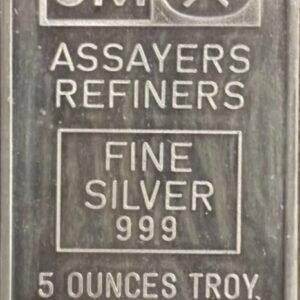 ASSAYERS
REFINERS
FINE
SILVER
999
5 OUNCES TROY